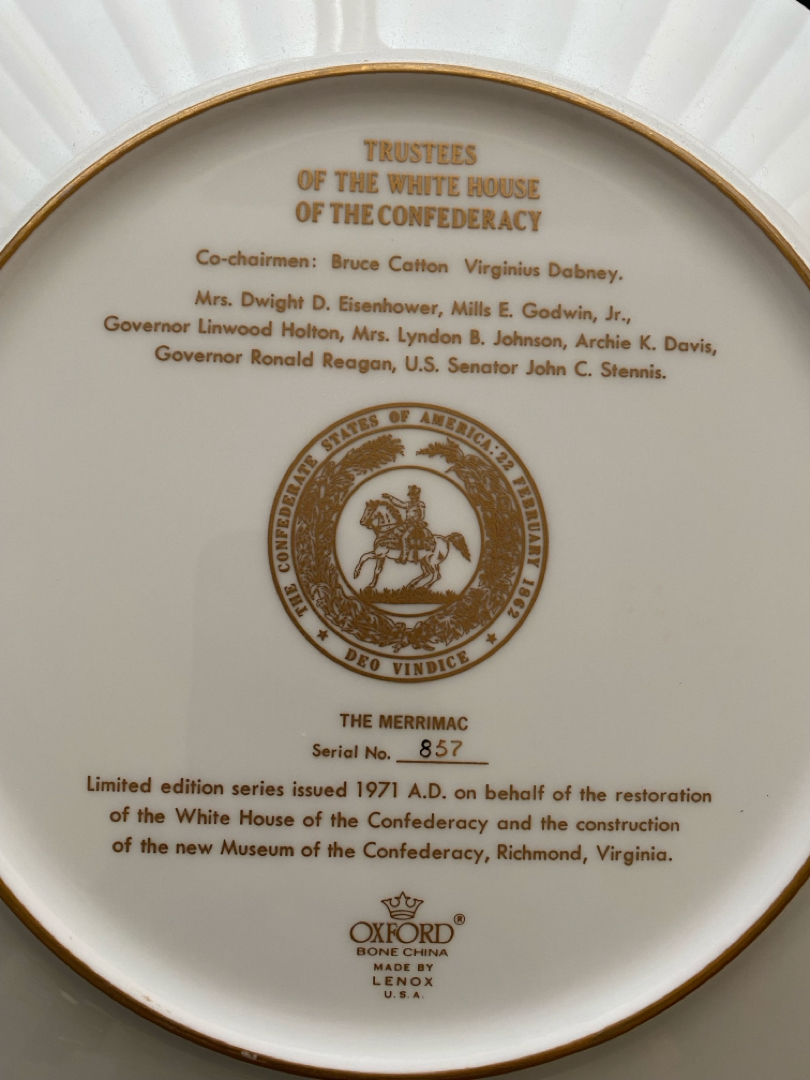 TRUSTEES
OF THE WHITE HOUSE
OF THE CONFEDERACY
Co-chairmen: Bruce Catton Virginius Dabney.
Mrs. Dwight D. Eisenhower, Mills E. Godwin, Jr.,
Governor Linwood Holton, Mrs. Lyndon B. Johnson, Archie K. Davis,
Governor Ronald Reagan, U.S. Senator John C. Stennis.
THE CONFEDERATE STATES OF AMERICA: 22 FEBRUARY 1862
DEO VINDICE
THE MERRIMAC
Serial No. 857
Limited edition series issued 1971 A.D. on behalf of the restoration
of the White House of the Confederacy and the construction
of the new Museum of the Confederacy, Richmond, Virginia.
OXFORD®
BONE CHINA
MADE BY
LENOX
U.S.A.